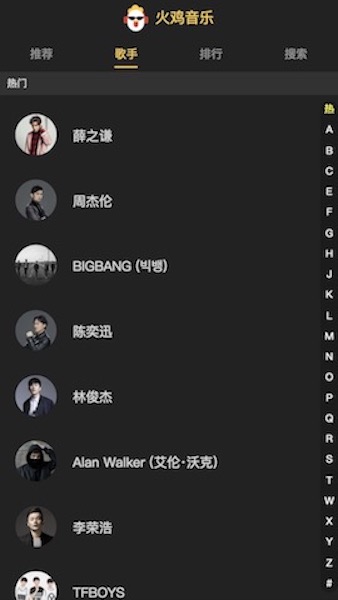 火鸡音乐
推荐 歌手 排行 搜索
热门
薛之谦
周杰伦
BIGBANG (빅뱅)
陈奕迅
林俊杰
Alan Walker (艾伦·沃克)
李荣浩
TFBOYS
热
A
B
C
E
F
G
H
J
K
L
M
N
O
P
Q
R
S
T
W
X
Y
Z
#